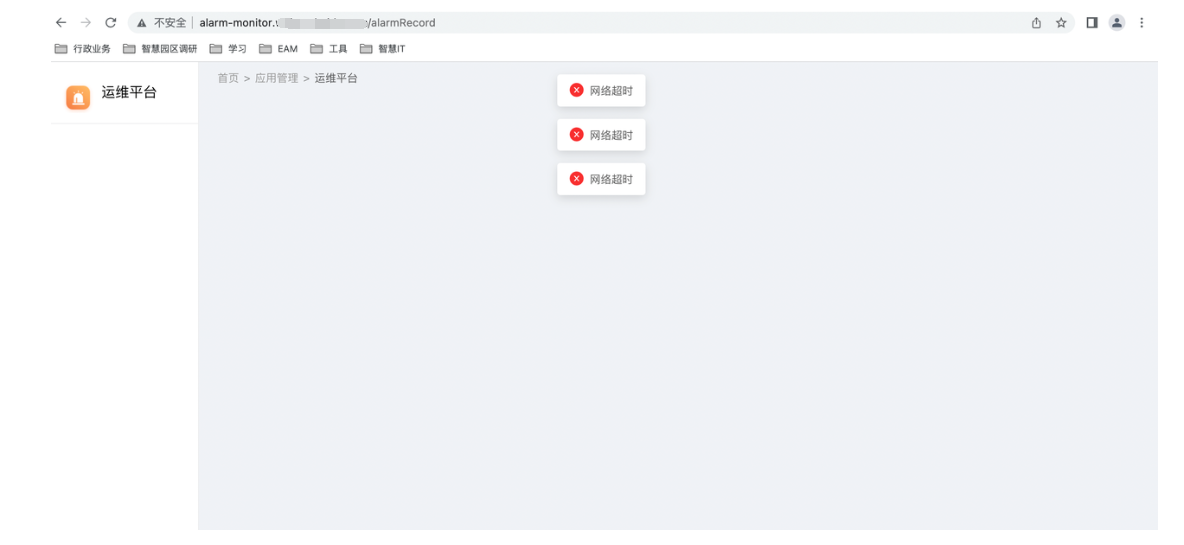 不安全 alarm-monitor. /alarmRecord
行政业务 智慧园区调研 学习 EAM 工具 智慧IT
运维平台
首页 > 应用管理 > 运维平台
网络超时
网络超时
网络超时